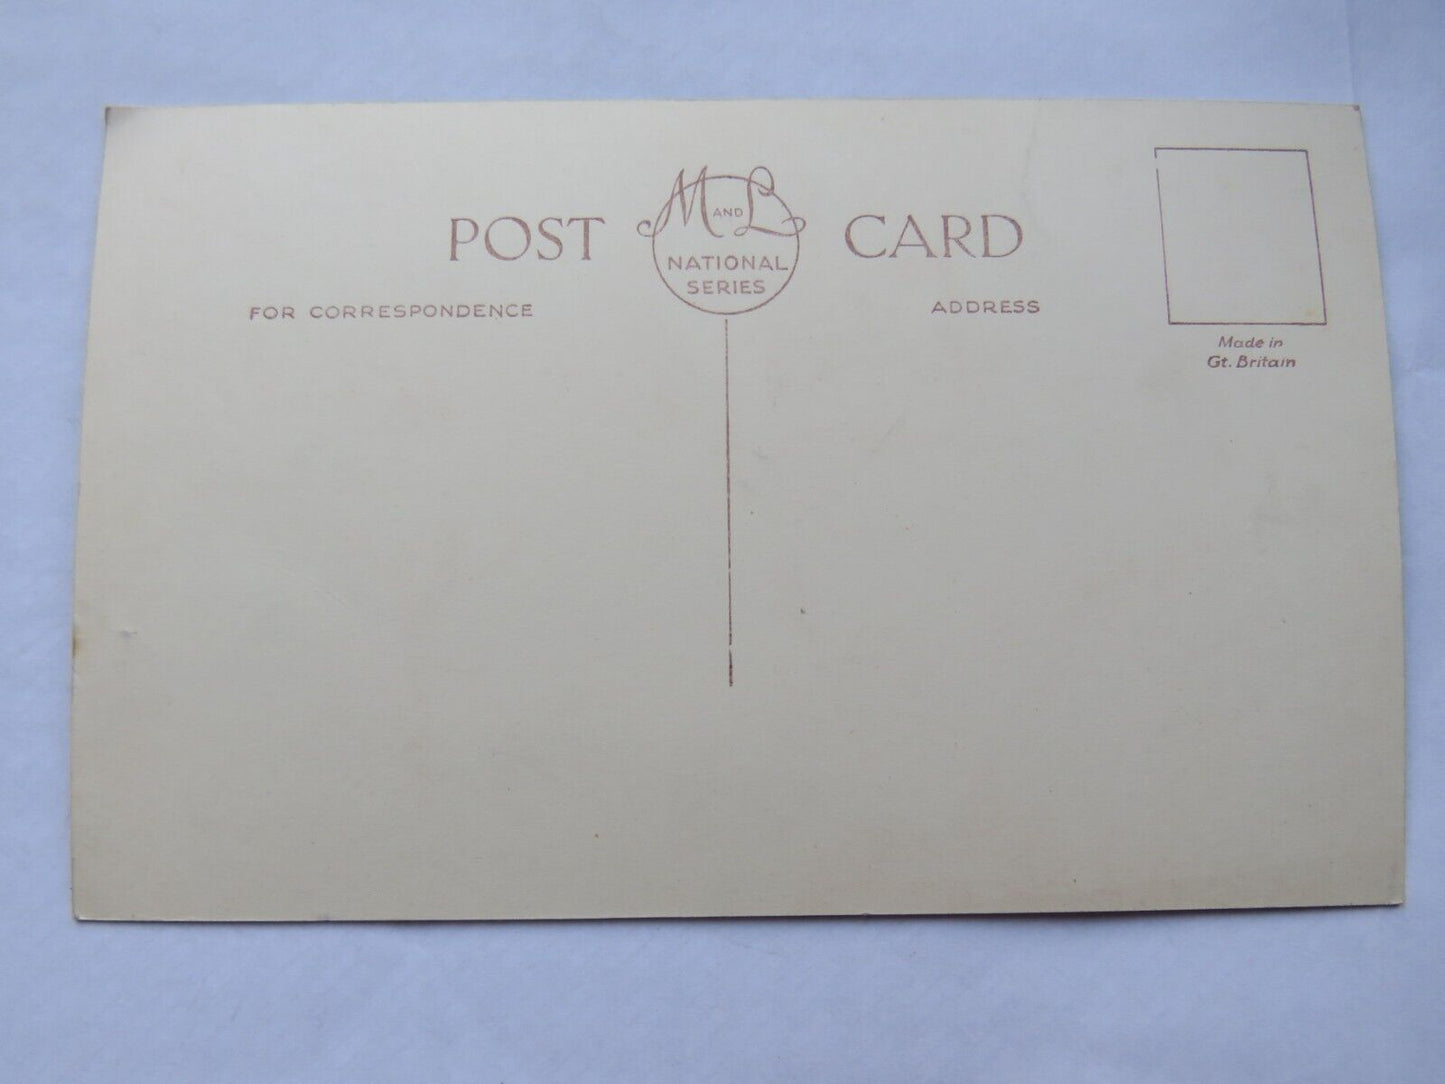 POST M AND L CARD
NATIONAL
SERIES
FOR CORRESPONDENCE
ADDRESS
Made in
Gt. Britain